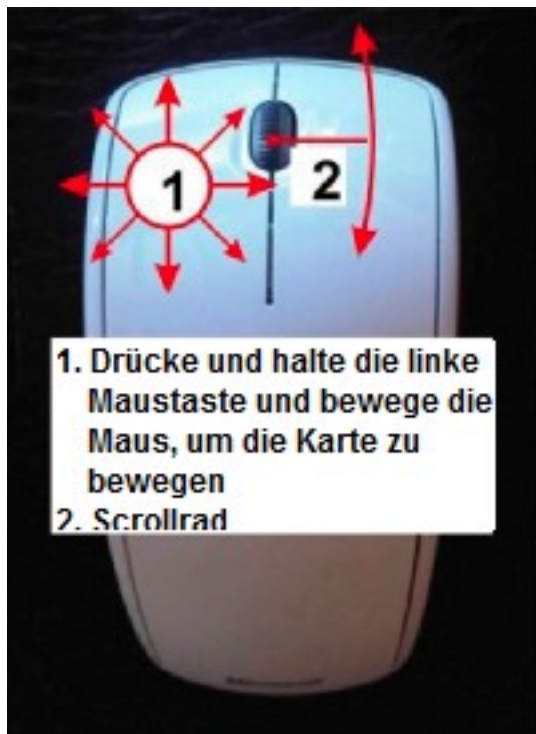 1
2
1. Drücke und halte die linke
Maustaste und bewege die
Maus, um die Karte zu
bewegen
2. Scrollrad